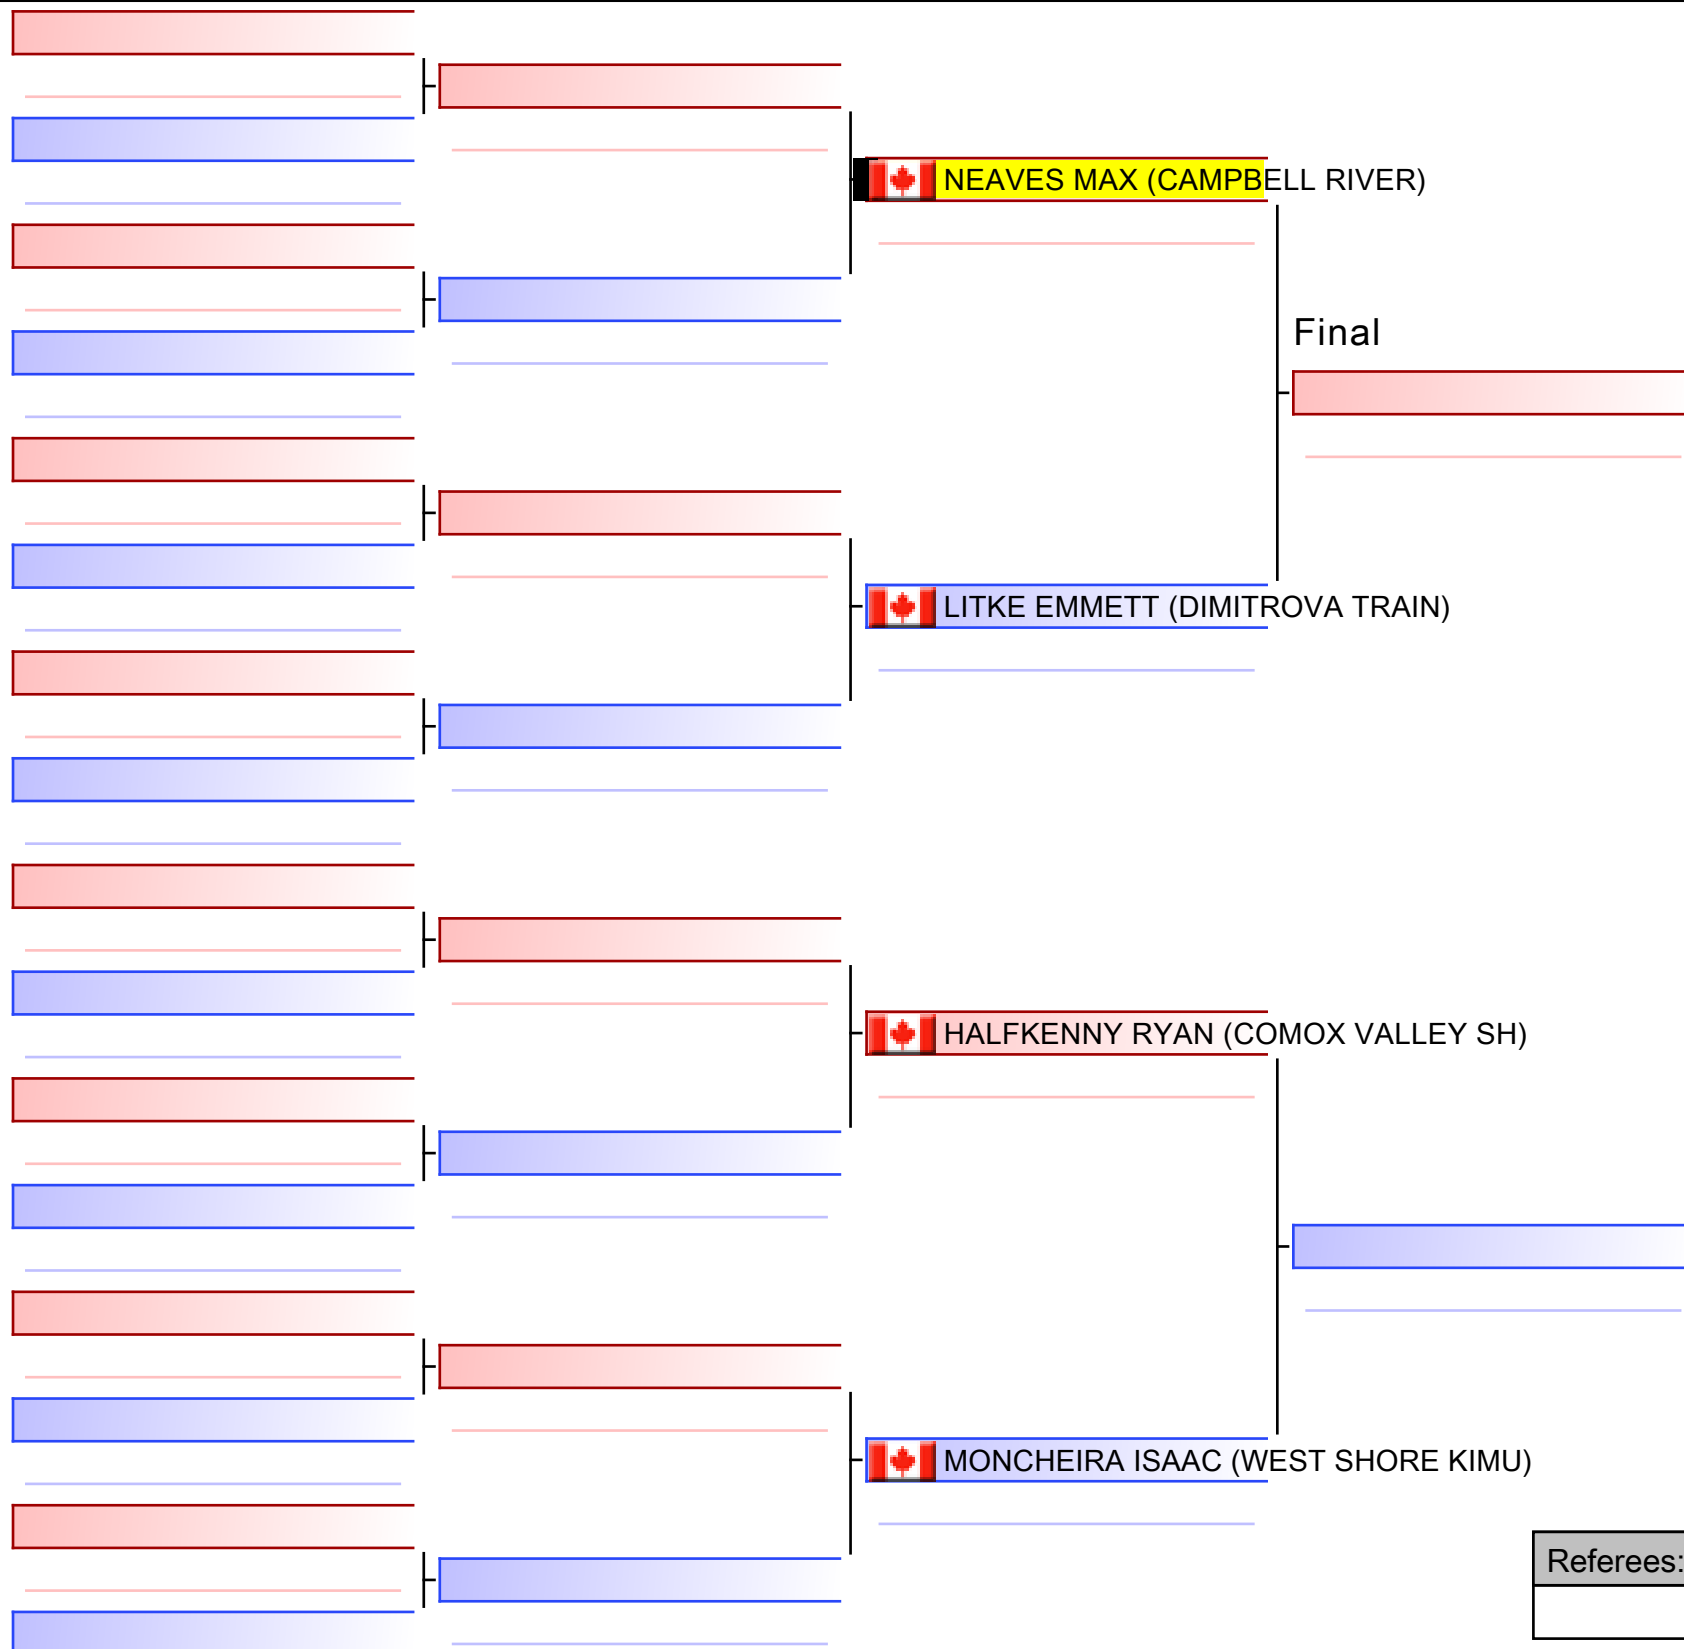 NEAVES MAX (CAMPBELL RIVER)
Final
LITKE EMMETT (DIMITROVA TRAIN)
HALFKENNY RYAN (COMOX VALLEY SH)
MONCHEIRA ISAAC (WEST SHORE KIMU)
Referees: